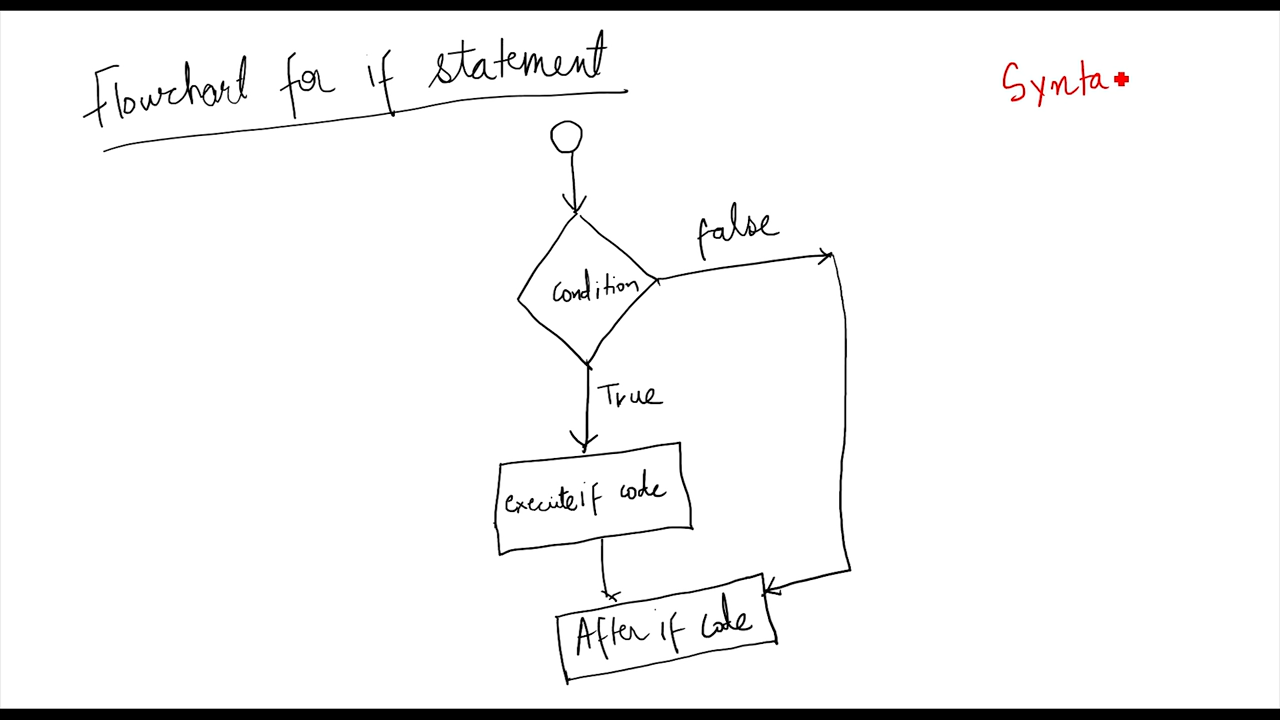 Flowchart for if statement
Synta
false
Condition
True
execute if code
After if code